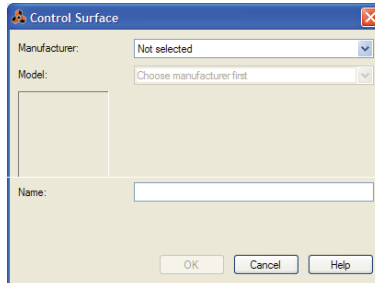 Control Surface
Manufacturer: Not selected
Model: Choose manufacturer first
Name:
OK Cancel Help